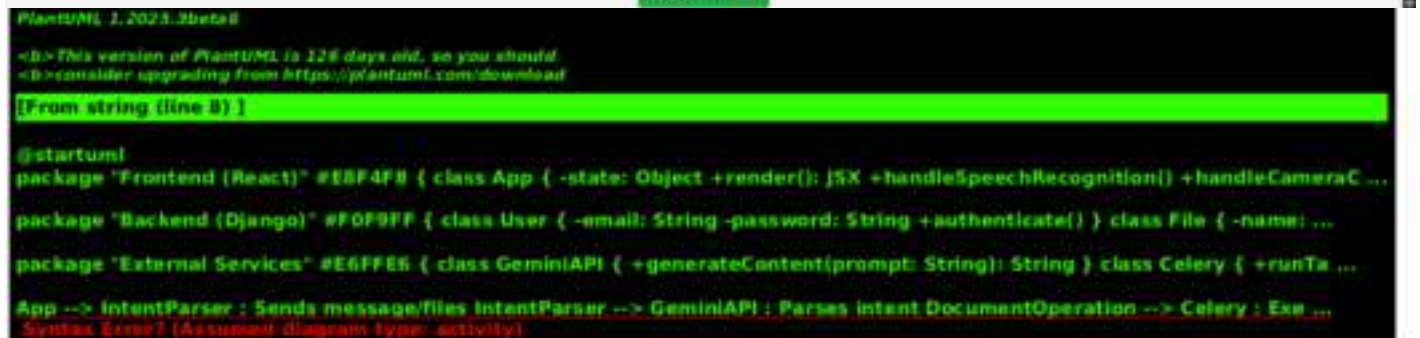 PlantUML 1.2025.3beta6
<b>This version of PlantUML is 126 days old, so you should
<b>consider upgrading from https://plantuml.com/download
[From string (line 8) ]
@startuml
package "Frontend (React)" #E8F4F8 { class App { -state: Object +render(): JSX +handleSpeechRecognition() +handleCameraC ...
package "Backend (Django)" #F0F9FF { class User { -email: String -password: String +authenticate() } class File { -name: ...
package "External Services" #E6FFE6 { class GeminiAPI { +generateContent(prompt: String): String } class Celery { +runTa ...
App --> IntentParser : Sends message/files IntentParser --> GeminiAPI : Parses intent DocumentOperation --> Celery : Exe ...
Syntax Error? (Assumed diagram type: activity)